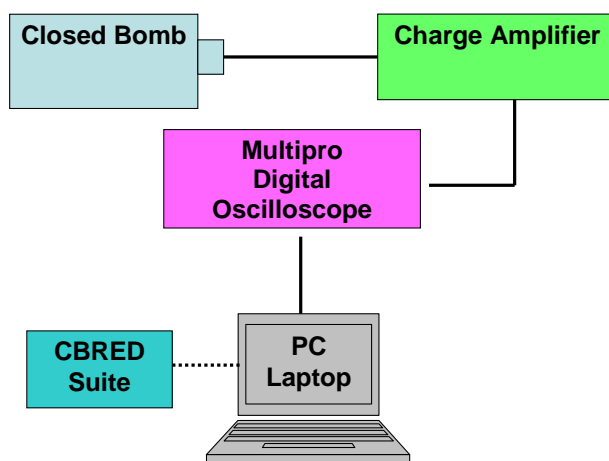 Closed Bomb
Charge Amplifier
Multipro
Digital
Oscilloscope
CBRED
Suite
PC
Laptop